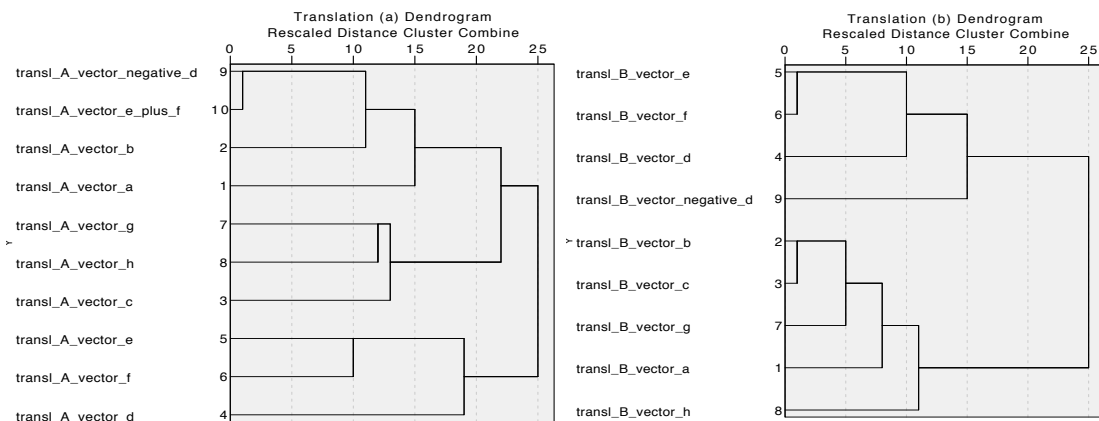 Translation (a) Dendrogram
Rescaled Distance Cluster Combine
0 5 10 15 20 25
transl_A_vector_negative_d 9
transl_A_vector_e_plus_f 10
transl_A_vector_b 2
transl_A_vector_a 1
transl_A_vector_g 7
Y
transl_A_vector_h 8
transl_A_vector_c 3
transl_A_vector_e 5
transl_A_vector_f 6
transl_A_vector_d 4
Translation (b) Dendrogram
Rescaled Distance Cluster Combine
0 5 10 15 20 25
transl_B_vector_e 5
transl_B_vector_f 6
transl_B_vector_d 4
transl_B_vector_negative_d 9
Y
transl_B_vector_b 2
transl_B_vector_c 3
transl_B_vector_g 7
transl_B_vector_a 1
transl_B_vector_h 8